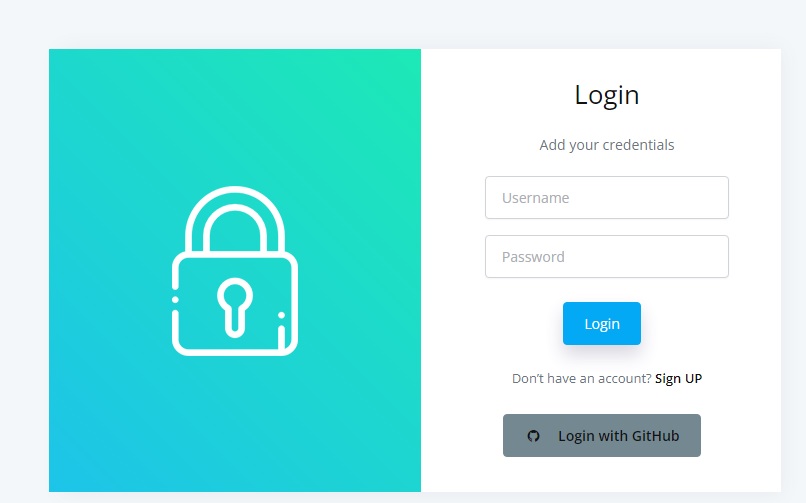 Login
Add your credentials
Username
Password
Login
Don't have an account? Sign UP
Login with GitHub